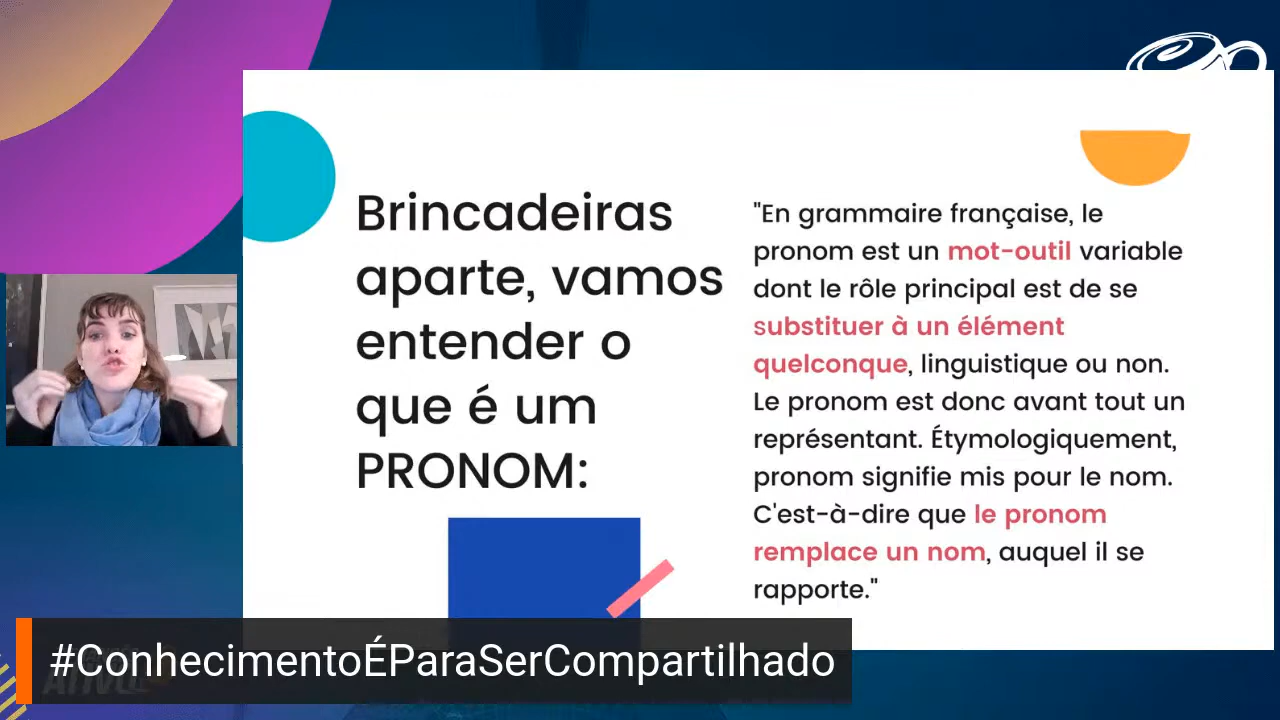 Brincadeiras
aparte, vamos
entender o
que é um
PRONOM:
"En grammaire française, le
pronom est un mot-outil variable
dont le rôle principal est de se
substituer à un élément
quelconque, linguistique ou non.
Le pronom est donc avant tout un
représentant. Étymologiquement,
pronom signifie mis pour le nom.
C'est-à-dire que le pronom
remplace un nom, auquel il se
rapporte."
#ConhecimentoÉParaSerCompartilhado